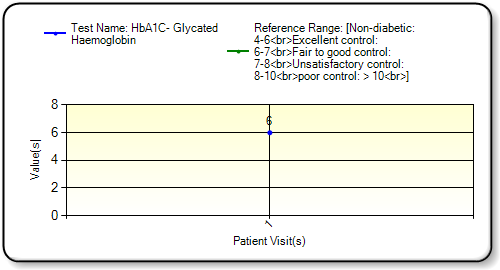 Test Name: HbA1C- Glycated
Haemoglobin
Reference Range: [Non-diabetic:
4-6<br>Excellent control:
6-7<br>Fair to good control:
7-8<br>Unsatisfactory control:
8-10<br>poor control: > 10<br>]
8
6
4
2
0
6
Value(s)
1
Patient Visit(s)